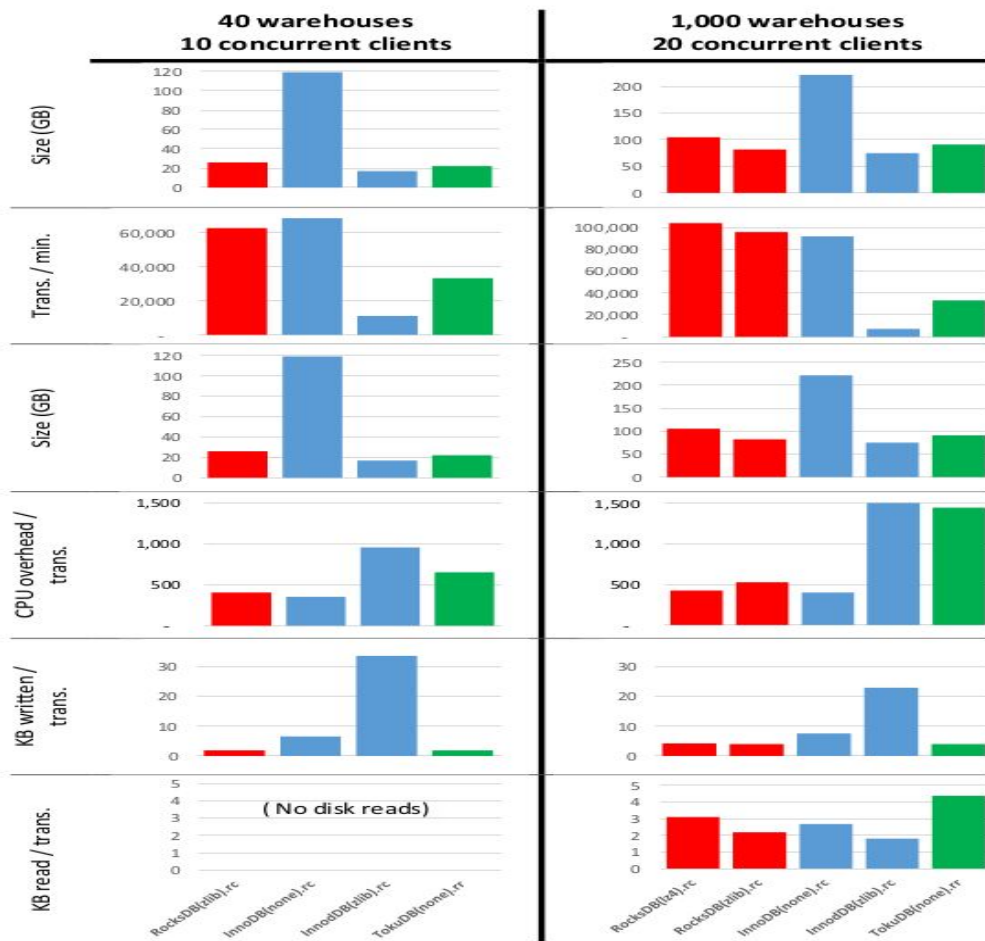 40 warehouses
10 concurrent clients
1,000 warehouses
20 concurrent clients
Size (GB)
120
100
80
60
40
20
0
200
150
100
50
0
Trans. / min.
60,000
40,000
20,000
-
100,000
80,000
60,000
40,000
20,000
-
Size (GB)
120
100
80
60
40
20
0
250
200
150
100
50
0
CPU overhead /
trans.
1,500
1,000
500
-
1,500
1,000
500
-
KB written /
trans.
30
20
10
0
30
20
10
0
KB read / trans.
5
4
3
2
1
0
( No disk reads)
5
4
3
2
1
0
RocksDB(zlib).rc
InnoDB(none).rc
InnodDB(zlib).rc
TokuDB(none).rr
RocksDB(lz4).rc
RocksDB(zlib).rc
InnoDB(none).rc
InnodDB(zlib).rc
TokuDB(none).rr